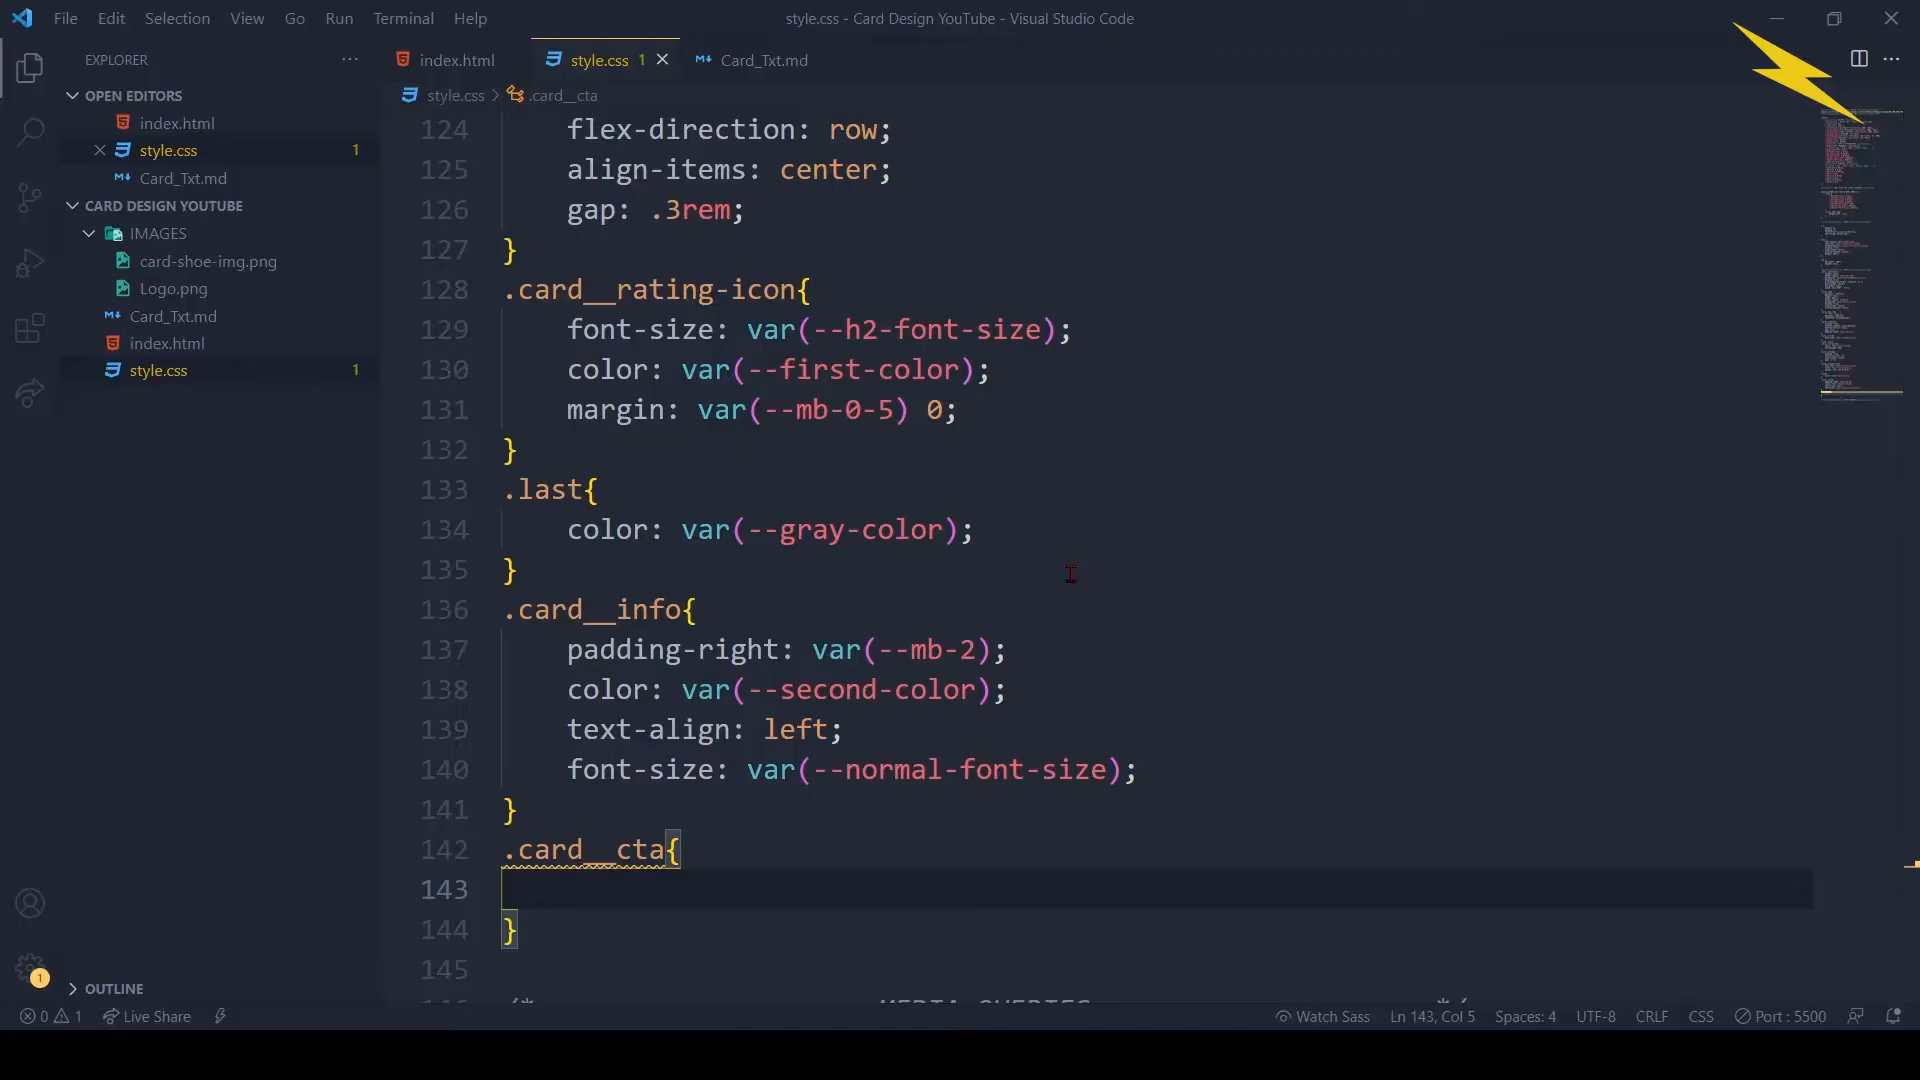 File Edit Selection View Go Run Terminal Help
style.css - Card Design YouTube - Visual Studio Code
EXPLORER
OPEN EDITORS
index.html
style.css 1
Card_Txt.md
CARD DESIGN YOUTUBE
IMAGES
card-shoe-img.png
Logo.png
Card_Txt.md
index.html
style.css 1
OUTLINE
index.html
style.css 1
Card_Txt.md
style.css > .card__cta
124 flex-direction: row;
125 align-items: center;
126 gap: .3rem;
127 }
128 .card__rating-icon{
129 font-size: var(--h2-font-size);
130 color: var(--first-color);
131 margin: var(--mb-0-5) 0;
132 }
133 .last{
134 color: var(--gray-color);
135 }
136 .card__info{
137 padding-right: var(--mb-2);
138 color: var(--second-color);
139 text-align: left;
140 font-size: var(--normal-font-size);
141 }
142 .card__cta{
143
144 }
145
1
0 1 Live Share
Watch Sass Ln 143, Col 5 Spaces: 4 UTF-8 CRLF CSS Port : 5500